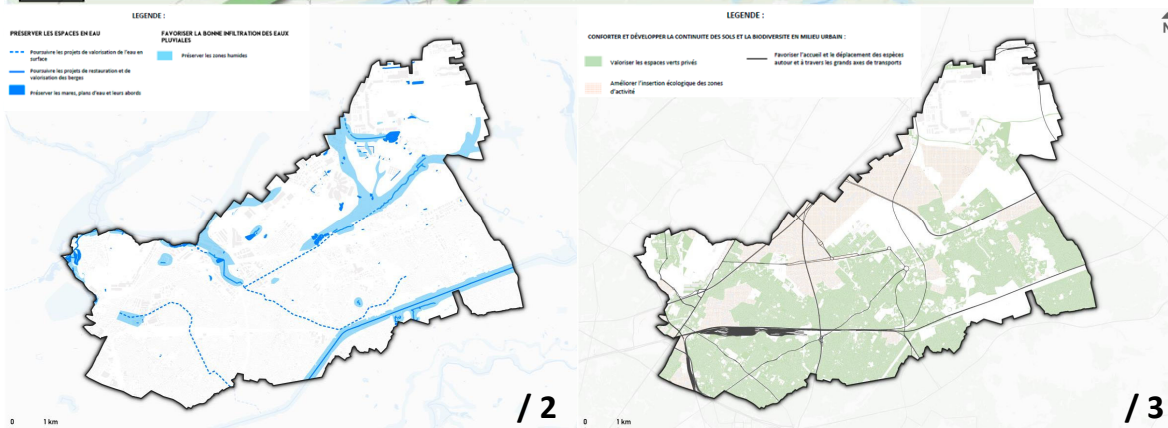 LEGENDE :
PRESERVER LES ESPACES EN EAU
Poursuivre les projets de valorisation de l'eau en
surface
Poursuivre les projets de restauration et de
valorisation des berges
Préserver les mares, plans d'eau et leurs abords
FAVORISER LA BONNE INFILTRATION DES EAUX
PLUVIALES
Préserver les zones humides
0 1 km
/ 2
LEGENDE :
CONFORTER ET DÉVELOPPER LA CONTINUITE DES SOLS ET LA BIODIVERSITE EN MILIEU URBAIN :
Valoriser les espaces verts privés
Améliorer l'insertion écologique des zones
d'activité
Favoriser l'accueil et le déplacement des espèces
autour et à travers les grands axes de transports
N
0 1 km
/ 3